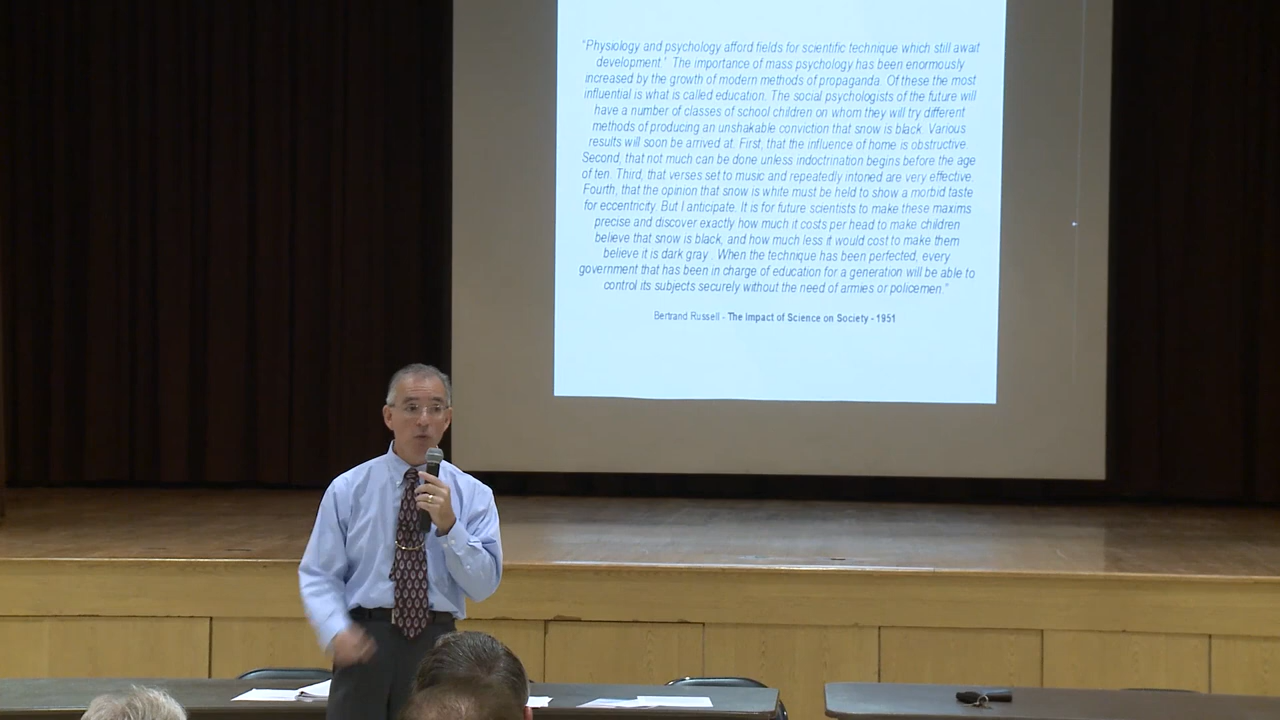 "Physiology and psychology afford fields for scientific technique which still await
development.' The importance of mass psychology has been enormously
increased by the growth of modern methods of propaganda. Of these the most
influential is what is called education. The social psychologists of the future will
have a number of classes of school children on whom they will try different
methods of producing an unshakable conviction that snow is black. Various
results will soon be arrived at. First, that the influence of home is obstructive.
Second, that not much can be done unless indoctrination begins before the age
of ten. Third, that verses set to music and repeatedly intoned are very effective.
Fourth, that the opinion that snow is white must be held to show a morbid taste
for eccentricity. But I anticipate. It is for future scientists to make these maxims
precise and discover exactly how much it costs per head to make children
believe that snow is black, and how much less it would cost to make them
believe it is dark gray . When the technique has been perfected, every
government that has been in charge of education for a generation will be able to
control its subjects securely without the need of armies or policemen."
Bertrand Russell - The Impact of Science on Society - 1951